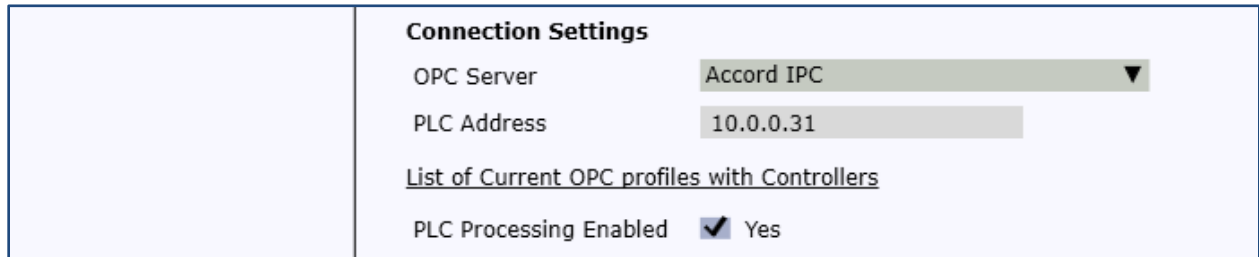 Connection Settings
OPC Server Accord IPC
PLC Address 10.0.0.31
List of Current OPC profiles with Controllers
PLC Processing Enabled Yes